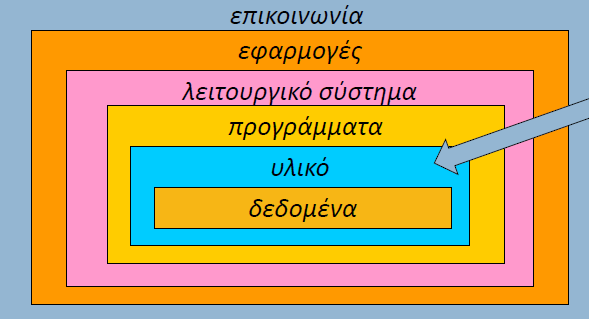 επικοινωνία
εφαρμογές
λειτουργικό σύστημα
προγράμματα
υλικό
δεδομένα